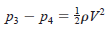 p₃ − p₄ = ½ρV²